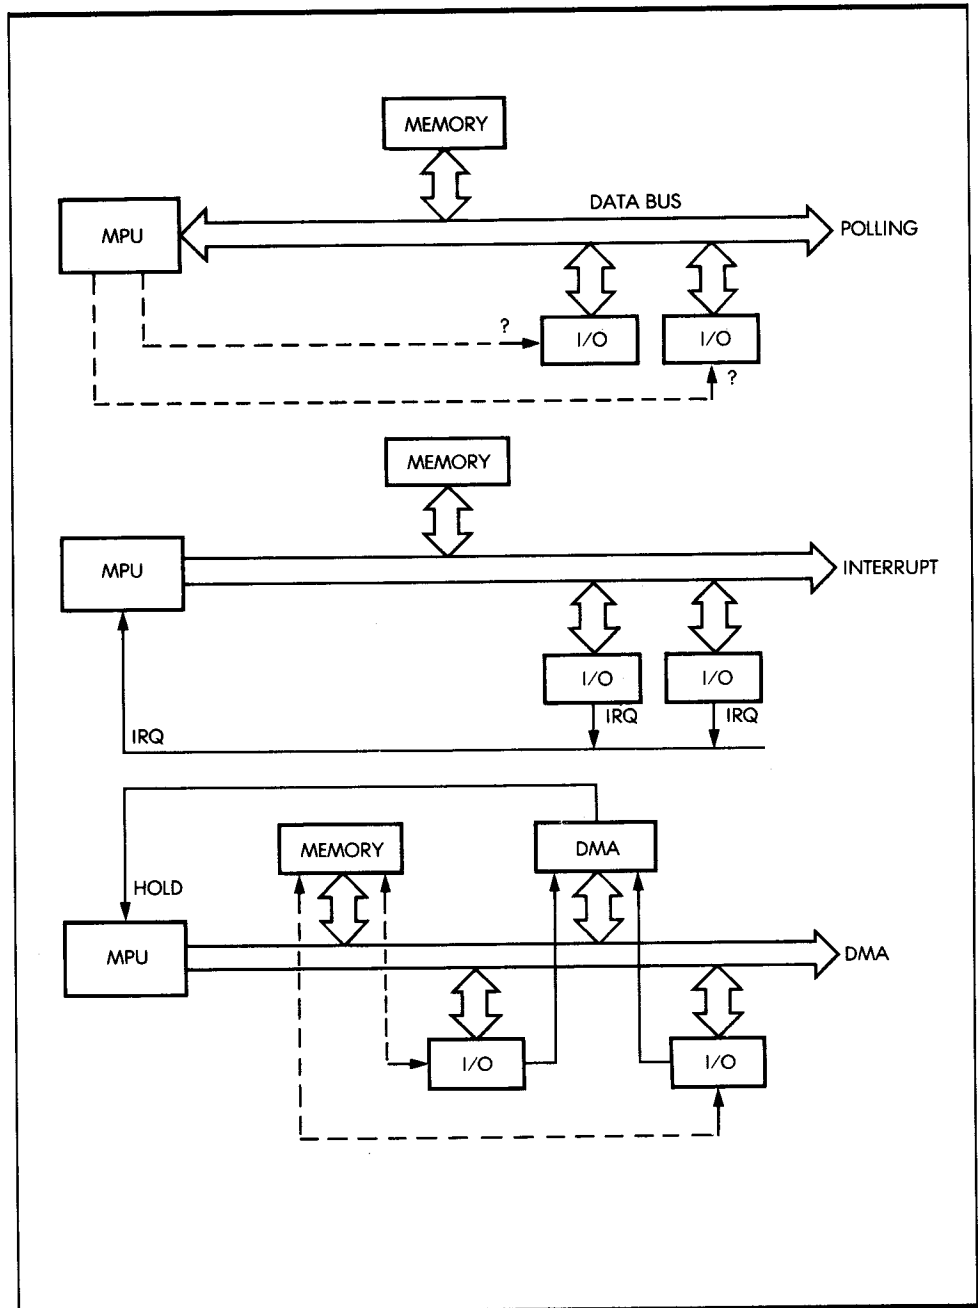 MEMORY
DATA BUS
MPU
POLLING
?
I/O
I/O
?
MEMORY
MPU
INTERRUPT
I/O
I/O
IRQ
IRQ
IRQ
MEMORY
DMA
HOLD
MPU
DMA
I/O
I/O